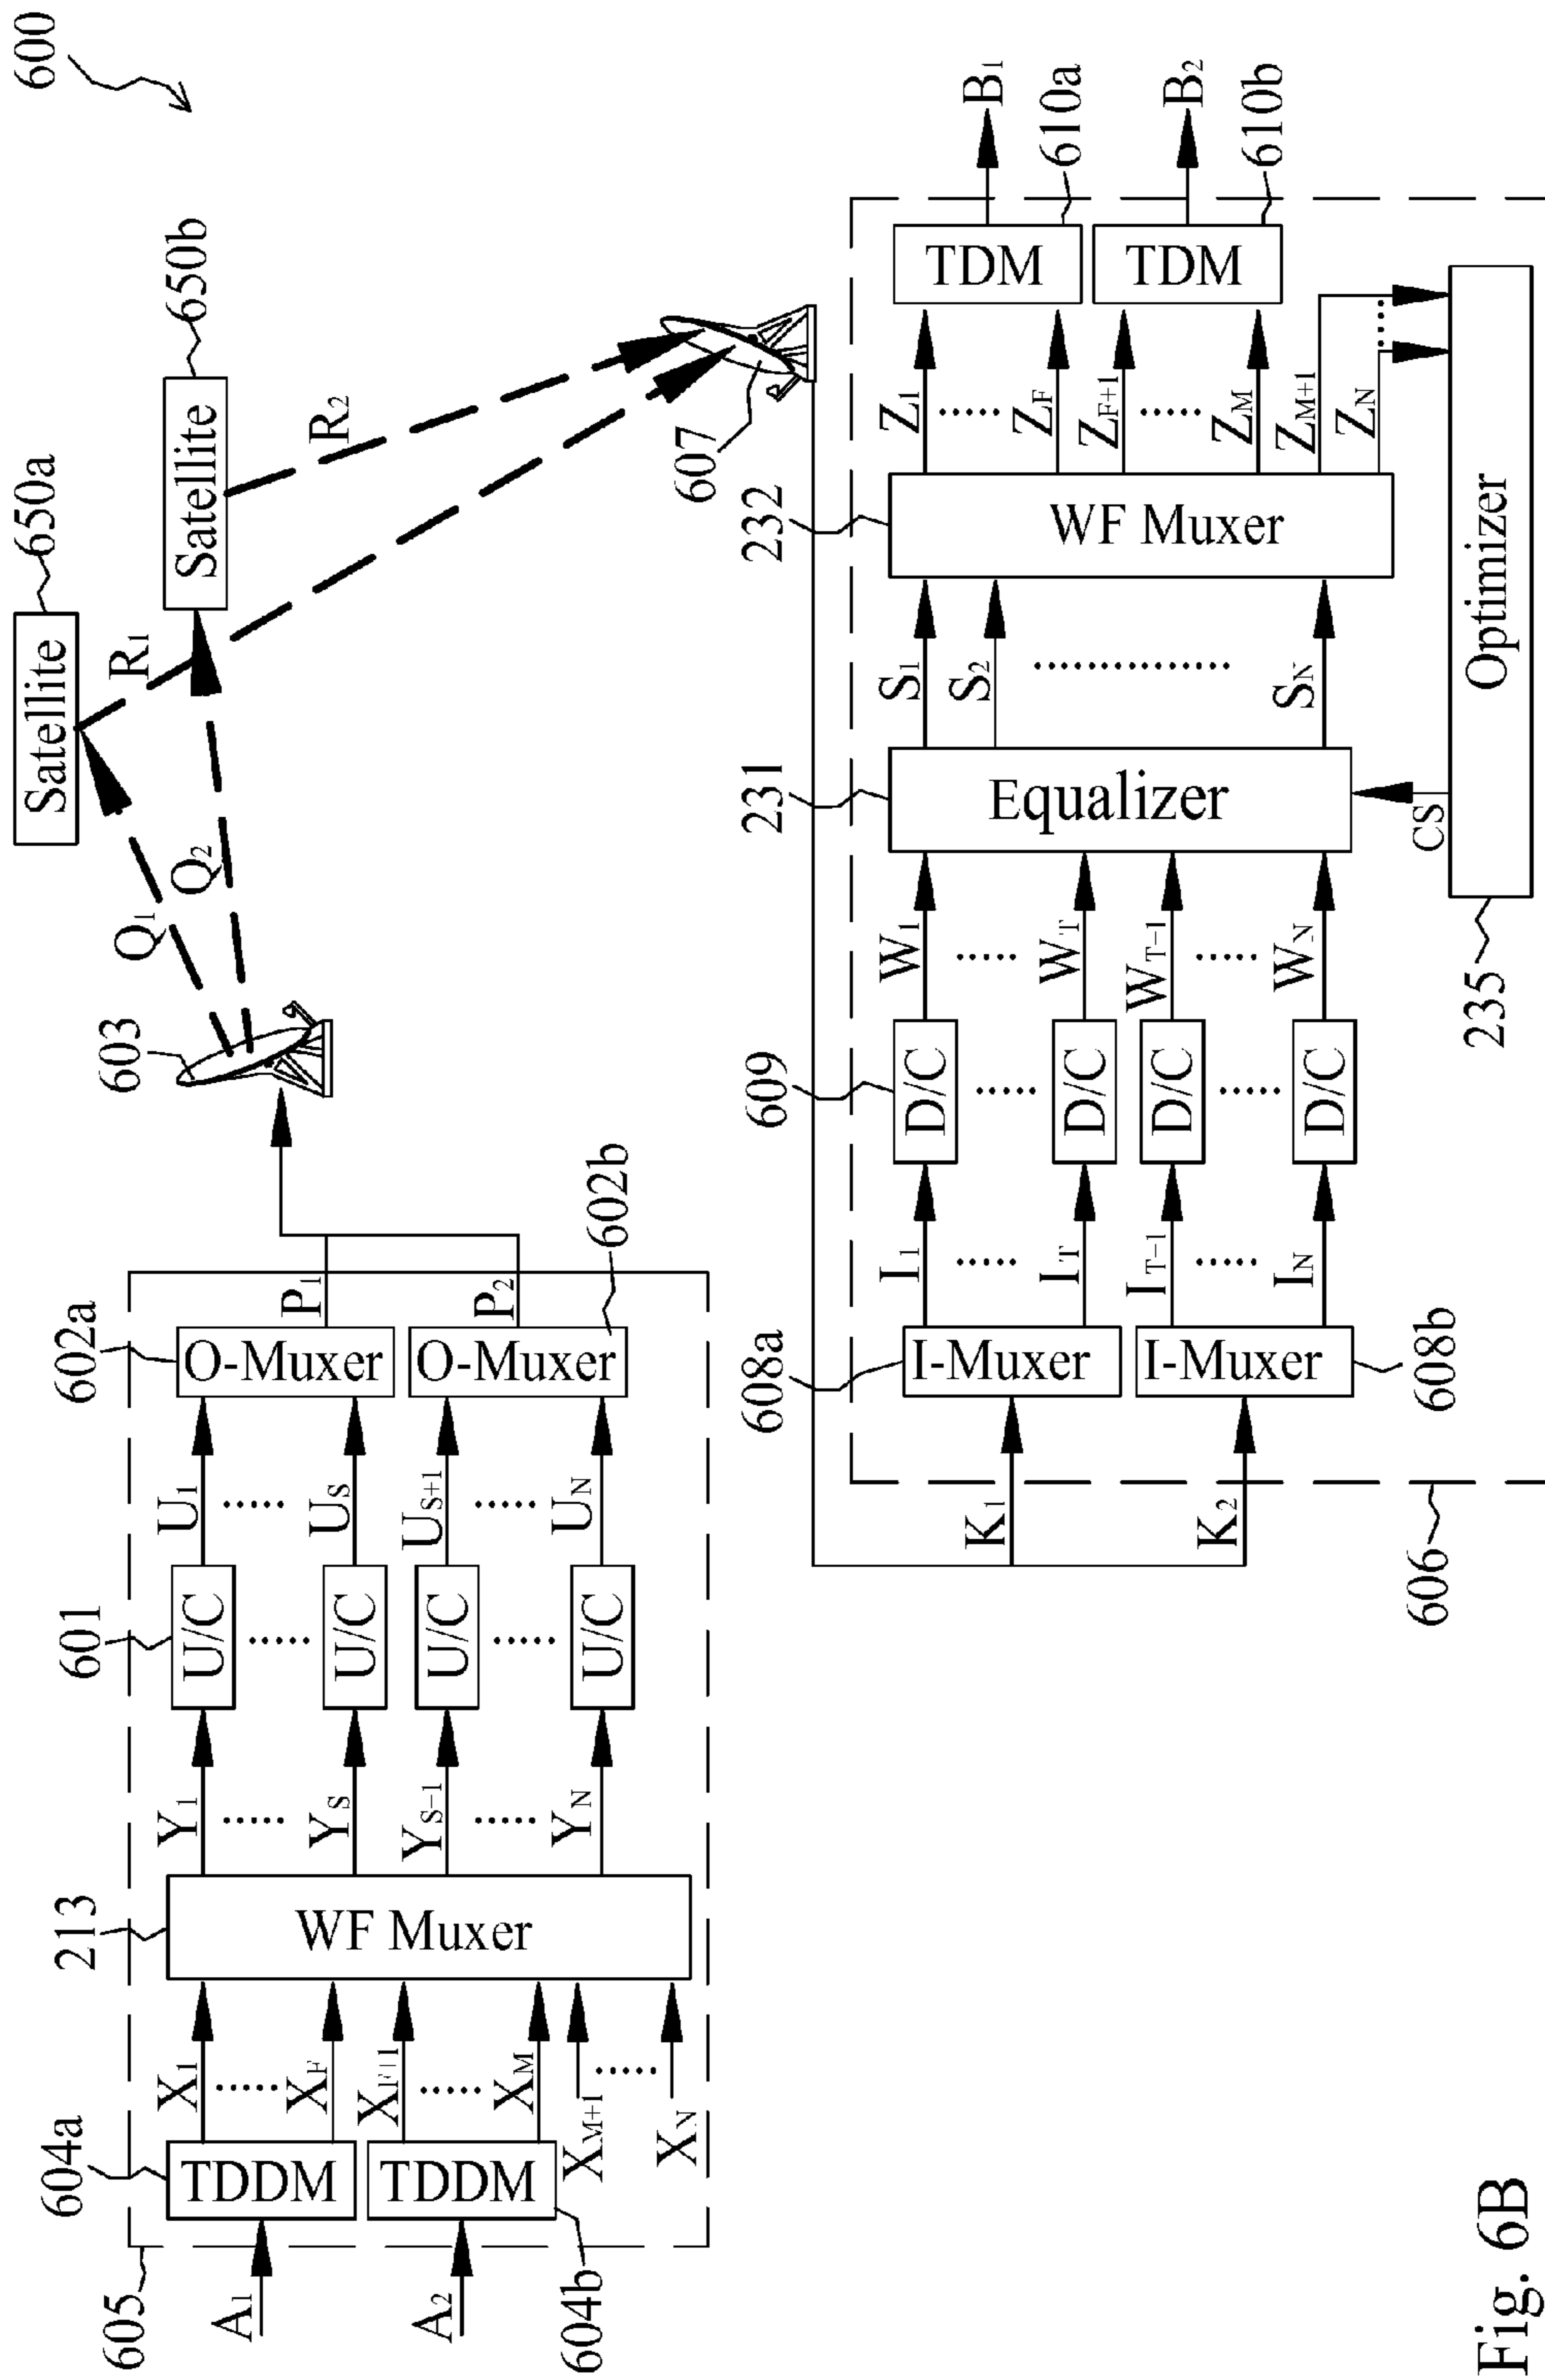 600
Satellite
650a
Satellite
650b
Q1
Q2
R1
R2
603
607
605
A1
A2
604a
TDDM
TDDM
604b
X1
XF
XF+1
XM
XM+1
XN
213
WF Muxer
Y1
YS
YS−1
YN
601
U/C
U/C
U/C
U/C
U1
US
US+1
UN
602a
O-Muxer
O-Muxer
602b
P1
P2
606
K1
K2
608a
I-Muxer
I-Muxer
608b
I1
IT
IT−1
IN
609
D/C
D/C
D/C
D/C
W1
WT
WT−1
WN
231
Equalizer
CS
S1
S2
SN
232
WF Muxer
Z1
ZF
ZF+1
ZM
ZM+1
ZN
TDM
TDM
610a
610b
B1
B2
Optimizer
235
Fig. 6B